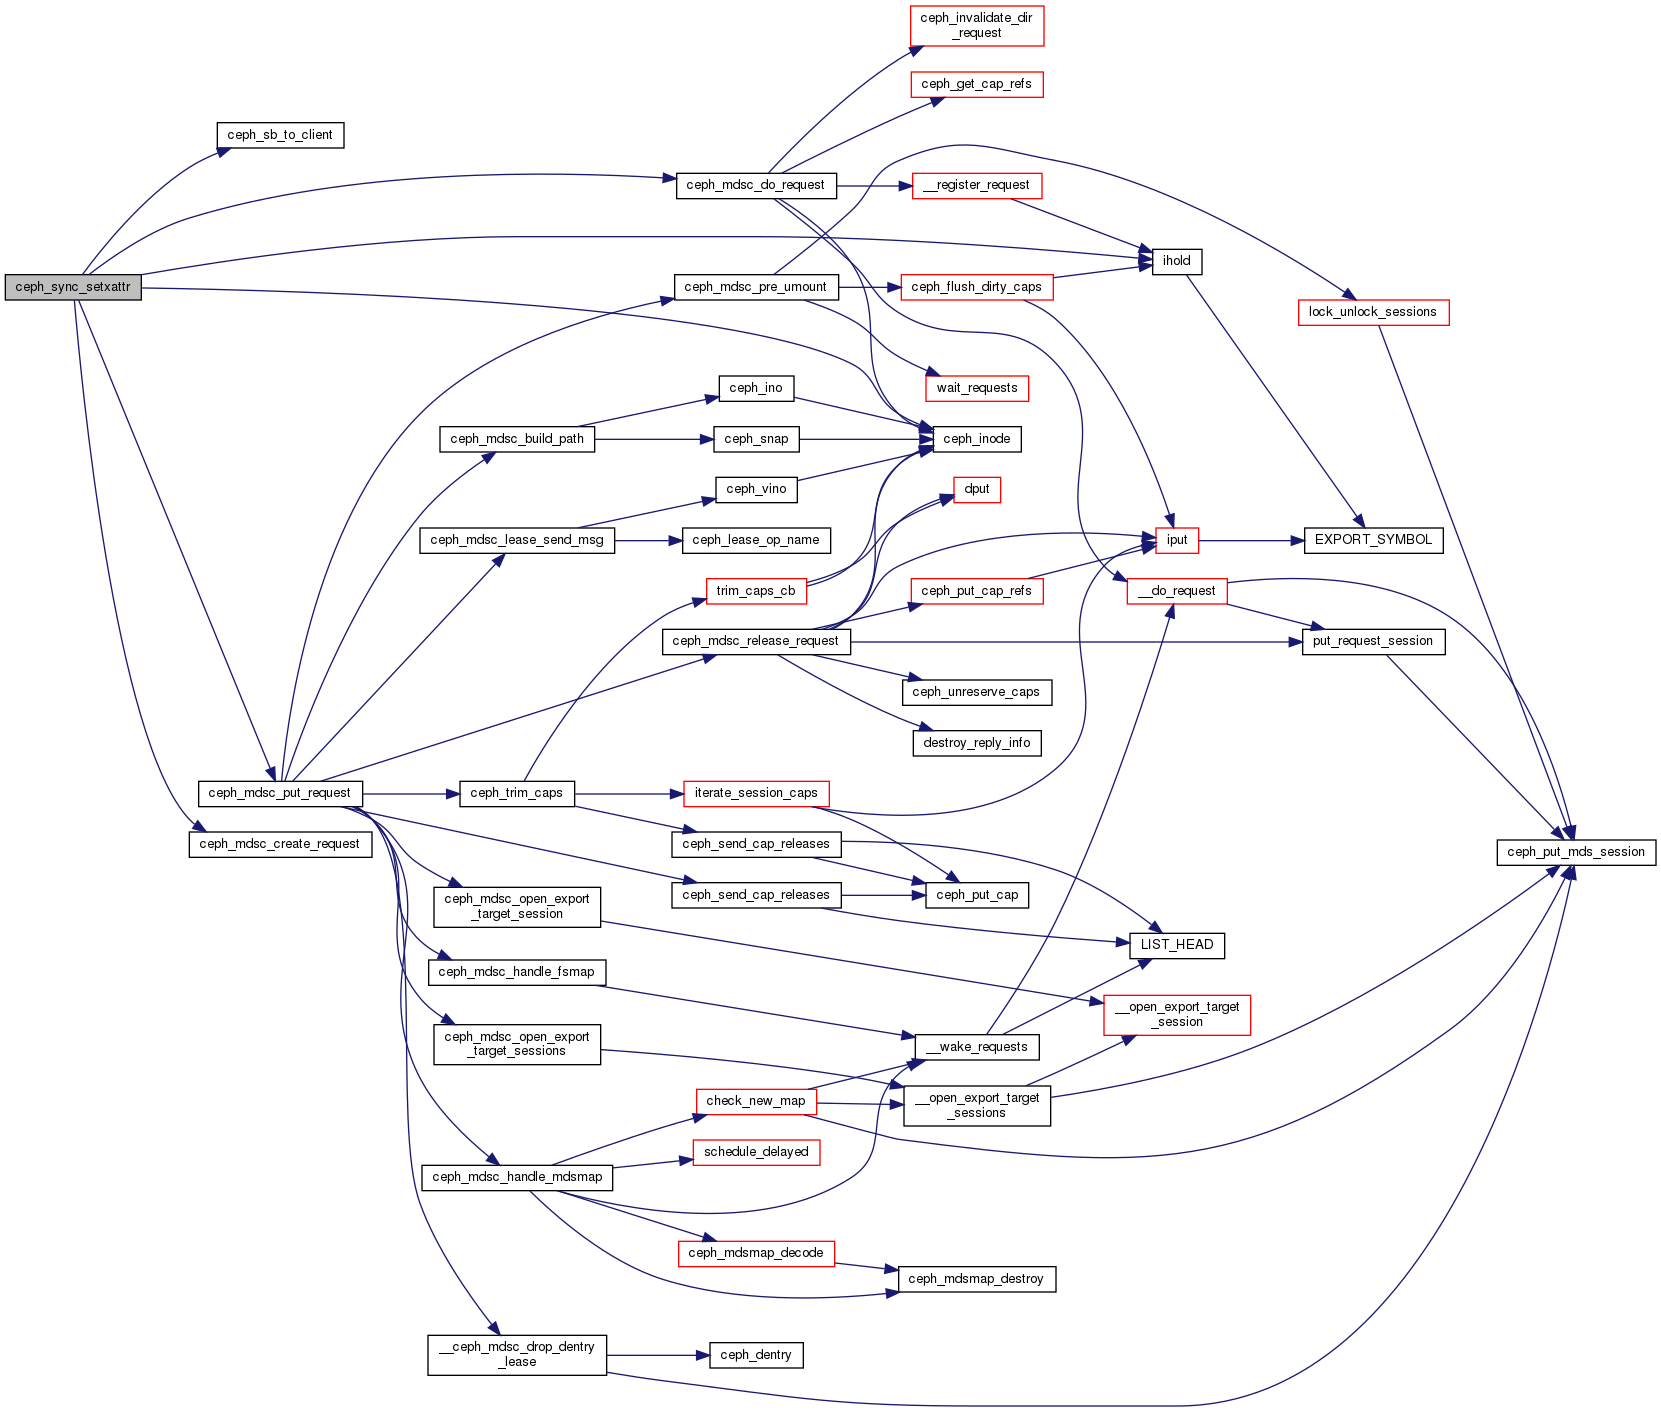 ceph_invalidate_dir
_request
ceph_get_cap_refs
ceph_sb_to_client
ceph_mdsc_do_request
__register_request
ihold
ceph_sync_setxattr
ceph_mdsc_pre_umount
ceph_flush_dirty_caps
lock_unlock_sessions
ceph_ino
wait_requests
ceph_mdsc_build_path
ceph_snap
ceph_inode
ceph_vino
dput
ceph_mdsc_lease_send_msg
ceph_lease_op_name
iput
EXPORT_SYMBOL
trim_caps_cb
ceph_put_cap_refs
__do_request
ceph_mdsc_release_request
put_request_session
ceph_unreserve_caps
destroy_reply_info
ceph_mdsc_put_request
ceph_trim_caps
iterate_session_caps
ceph_mdsc_create_request
ceph_send_cap_releases
ceph_put_mds_session
ceph_mdsc_open_export
_target_session
ceph_send_cap_releases
ceph_put_cap
LIST_HEAD
ceph_mdsc_handle_fsmap
__open_export_target
_session
ceph_mdsc_open_export
_target_sessions
__wake_requests
check_new_map
__open_export_target
_sessions
schedule_delayed
ceph_mdsc_handle_mdsmap
ceph_mdsmap_decode
ceph_mdsmap_destroy
__ceph_mdsc_drop_dentry
_lease
ceph_dentry